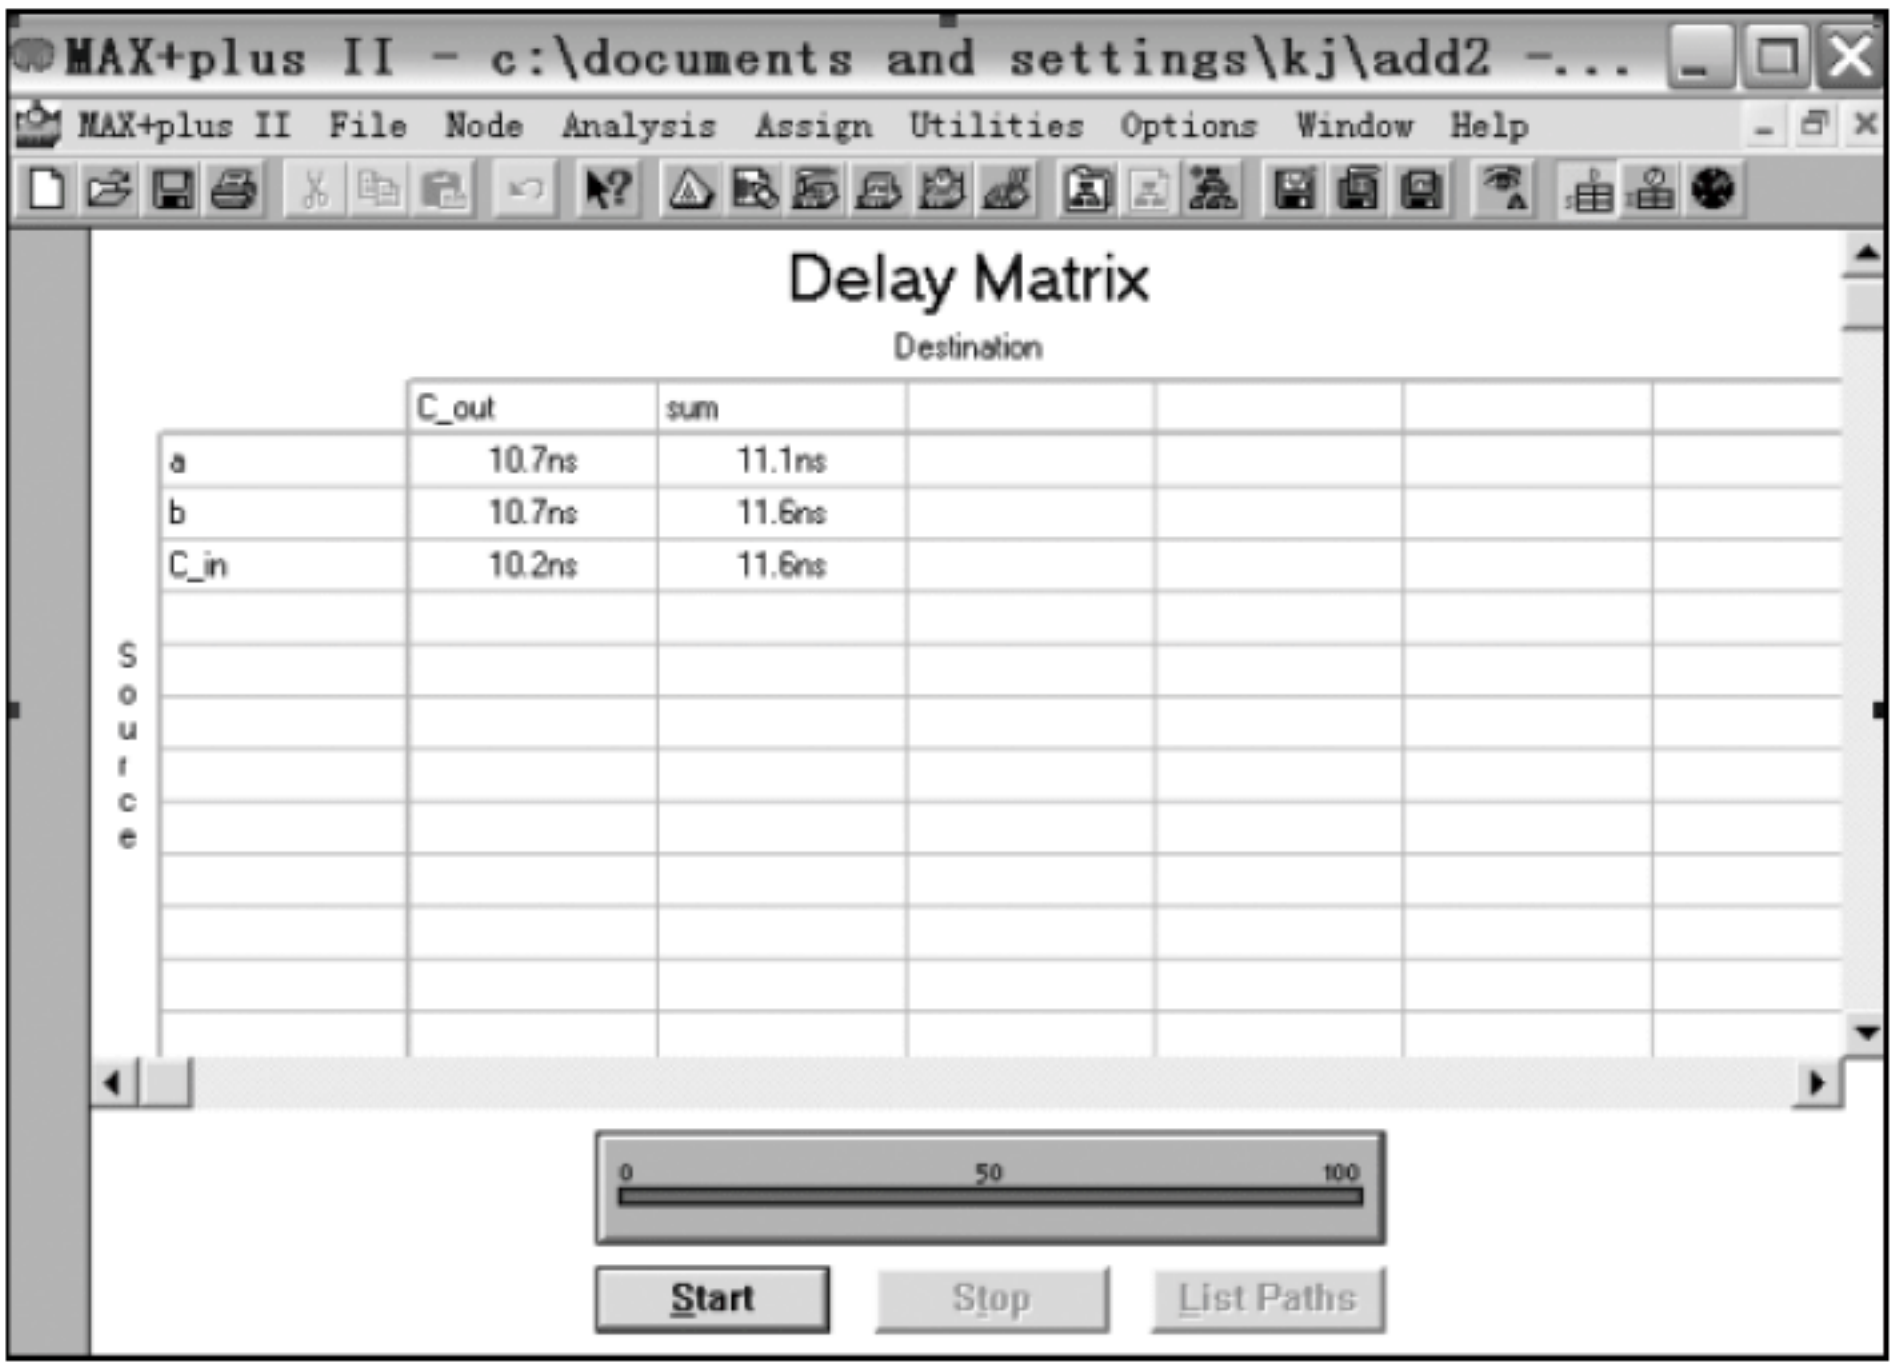 MAX+plus II - c:\documents and settings\kj\add2 -...
MAX+plus II File Node Analysis Assign Utilities Options Window Help
Delay Matrix
Destination
C_out sum
a 10.7ns 11.1ns
b 10.7ns 11.6ns
C_in 10.2ns 11.6ns
Source
0 50 100
Start Stop List Paths